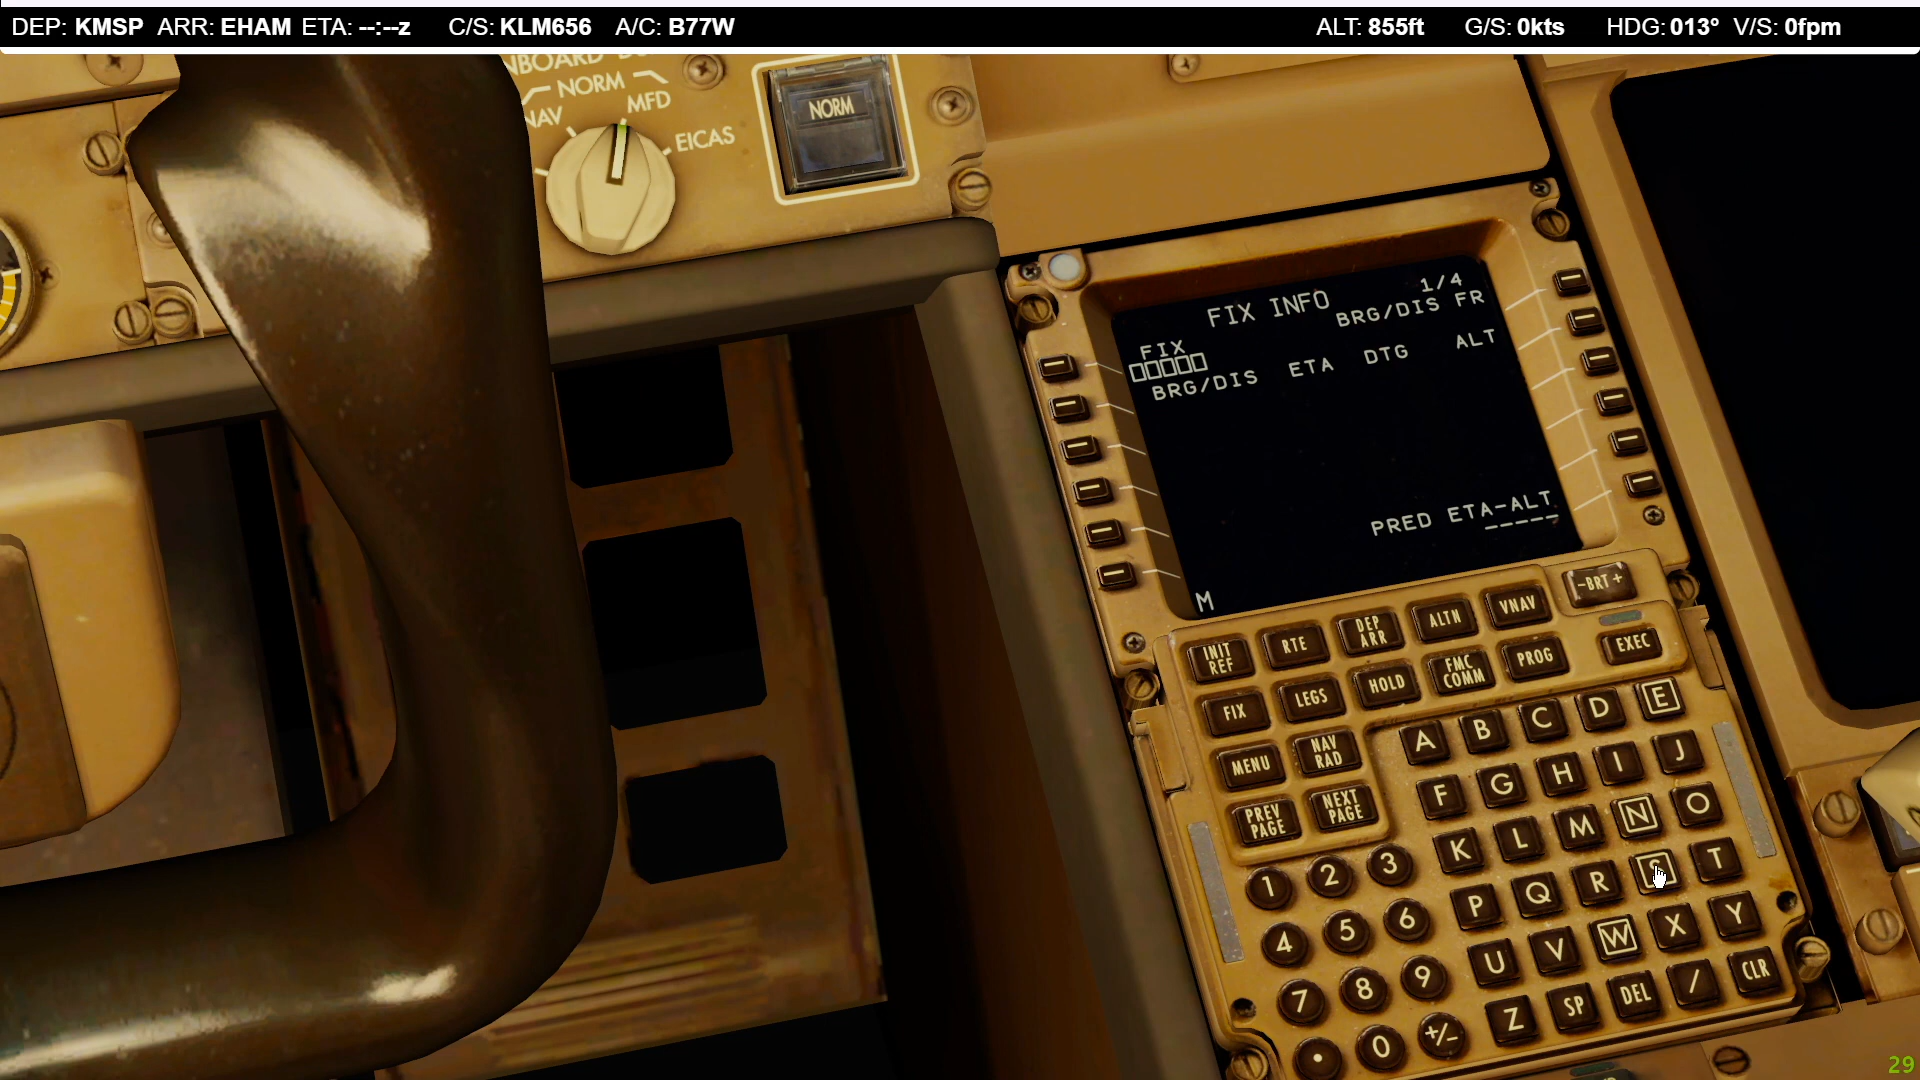 DEP: KMSP ARR: EHAM ETA: --:--z C/S: KLM656 A/C: B77W ALT: 855ft G/S: 0kts HDG: 013° V/S: 0fpm
NORM
NAV
MFD
EICAS
NORM
FIX INFO 1/4
FIX BRG/DIS FR
□□□□□
BRG/DIS ETA DTG ALT
PRED ETA-ALT
-----
M
-BRT+
INIT REF RTE DEP ARR ALTN VNAV
FIX LEGS HOLD FMC COMM PROG EXEC
MENU NAV RAD
PREV PAGE NEXT PAGE
A B C D E
F G H I J
K L M N O
P Q R S T
U V W X Y
Z SP DEL / CLR
1 2 3
4 5 6
7 8 9
. 0 +/-
29